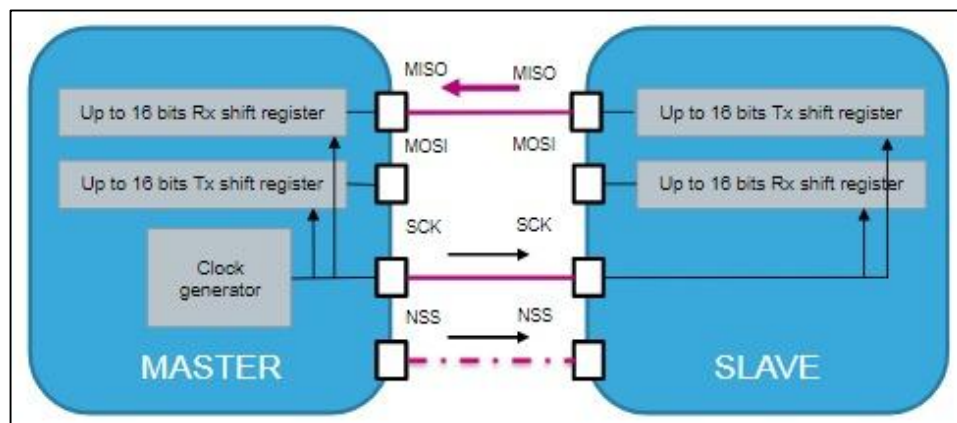 MISO MISO
Up to 16 bits Rx shift register
Up to 16 bits Tx shift register
MOSI MOSI
Up to 16 bits Tx shift register
Up to 16 bits Rx shift register
SCK SCK
Clock
generator
NSS NSS
MASTER
SLAVE